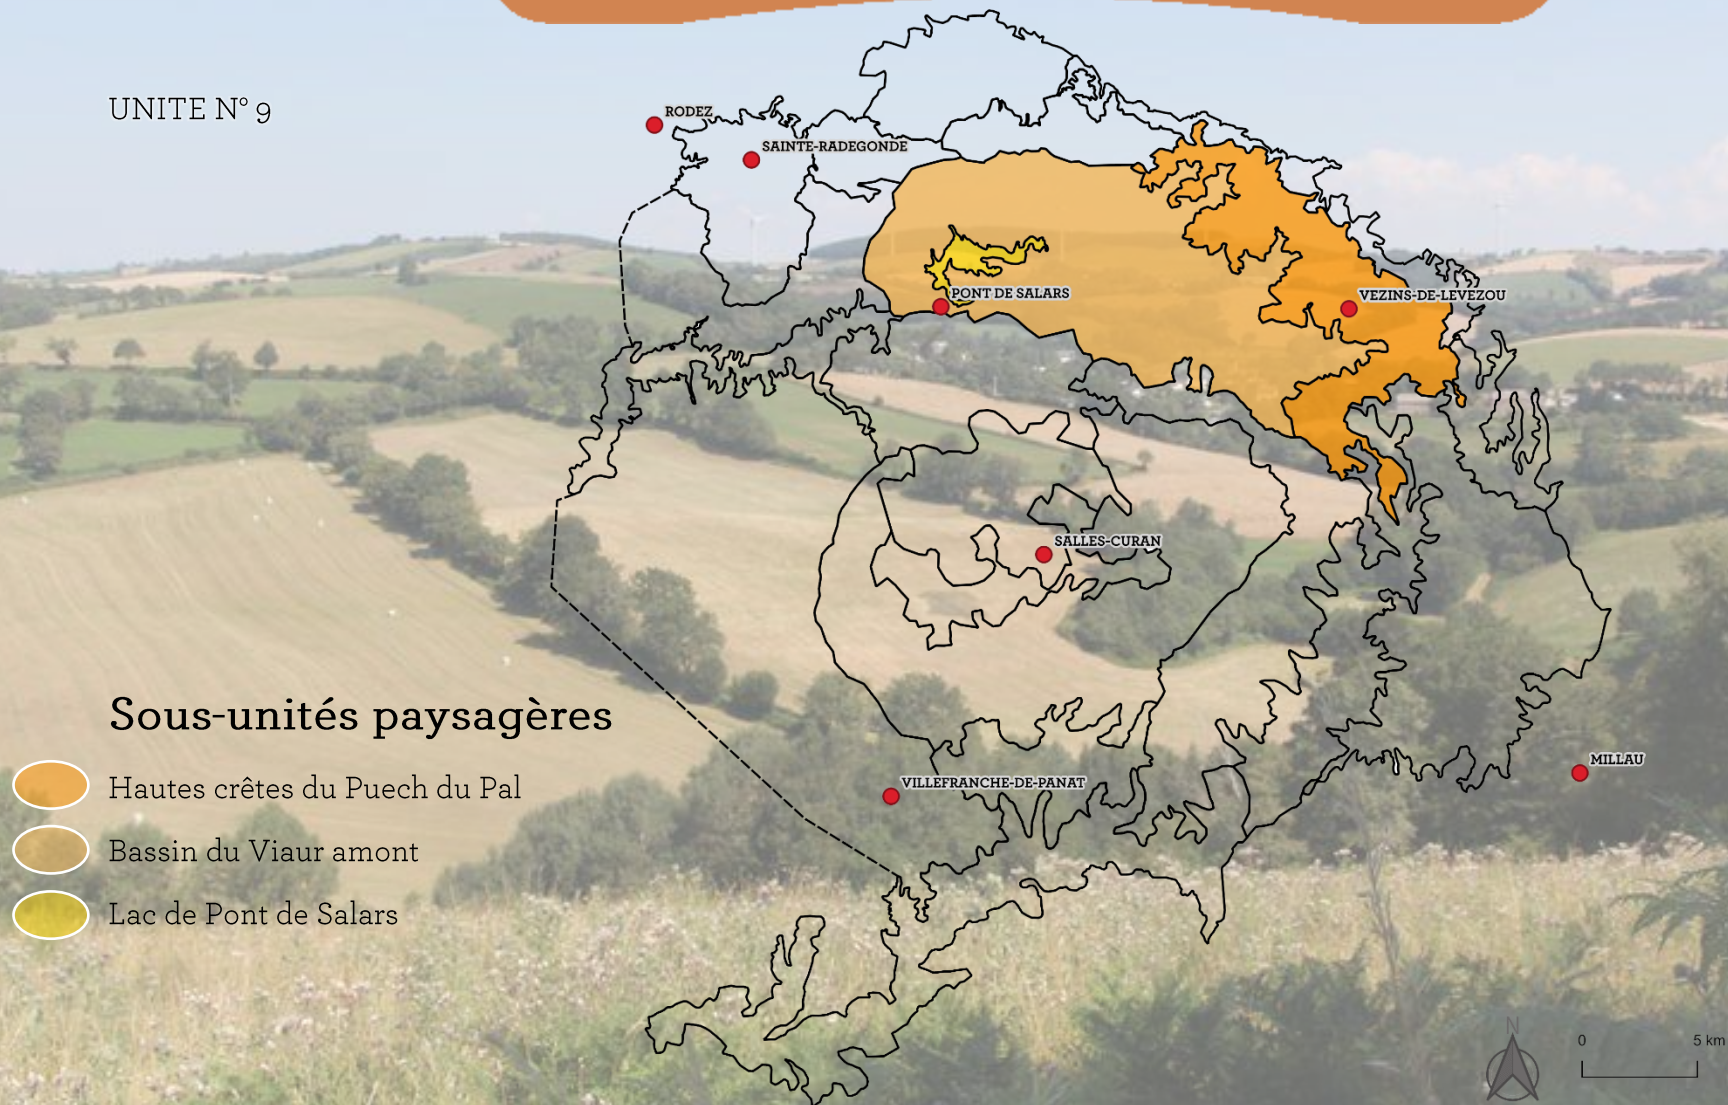 UNITE N° 9
RODEZ
SAINTE-RADEGONDE
PONT DE SALARS
VEZINS-DE-LEVEZOU
SALLES-CURAN
VILLEFRANCHE-DE-PANAT
MILLAU
Sous-unités paysagères
Hautes crêtes du Puech du Pal
Bassin du Viaur amont
Lac de Pont de Salars
N
0 5 km